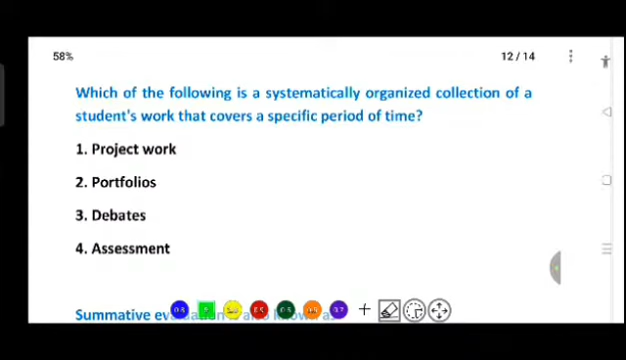 58%
12 / 14
Which of the following is a systematically organized collection of a
student's work that covers a specific period of time?
1. Project work
2. Portfolios
3. Debates
4. Assessment
Summative